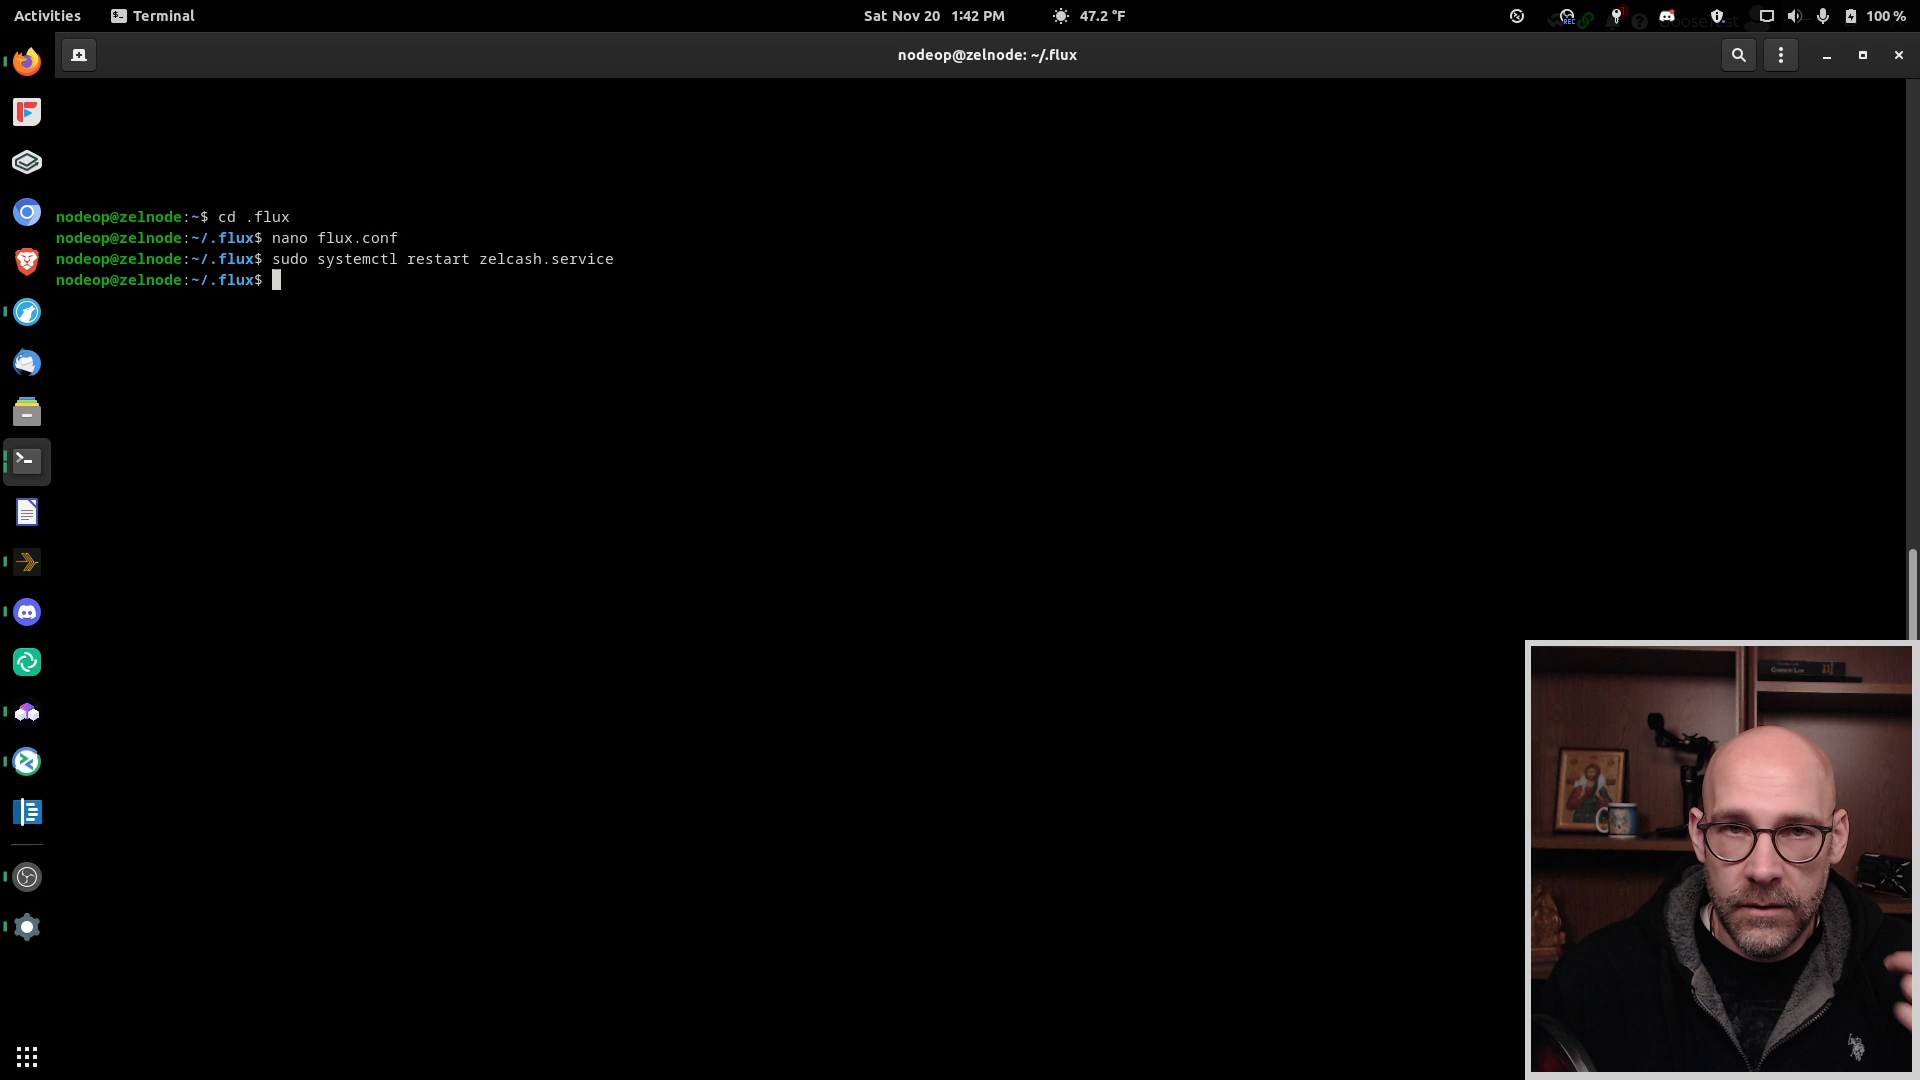 Activities
Terminal
Sat Nov 20 1:42 PM
47.2 °F
100 %
nodeop@zelnode: ~/.flux
nodeop@zelnode:~$ cd .flux
nodeop@zelnode:~/.flux$ nano flux.conf
nodeop@zelnode:~/.flux$ sudo systemctl restart zelcash.service
nodeop@zelnode:~/.flux$